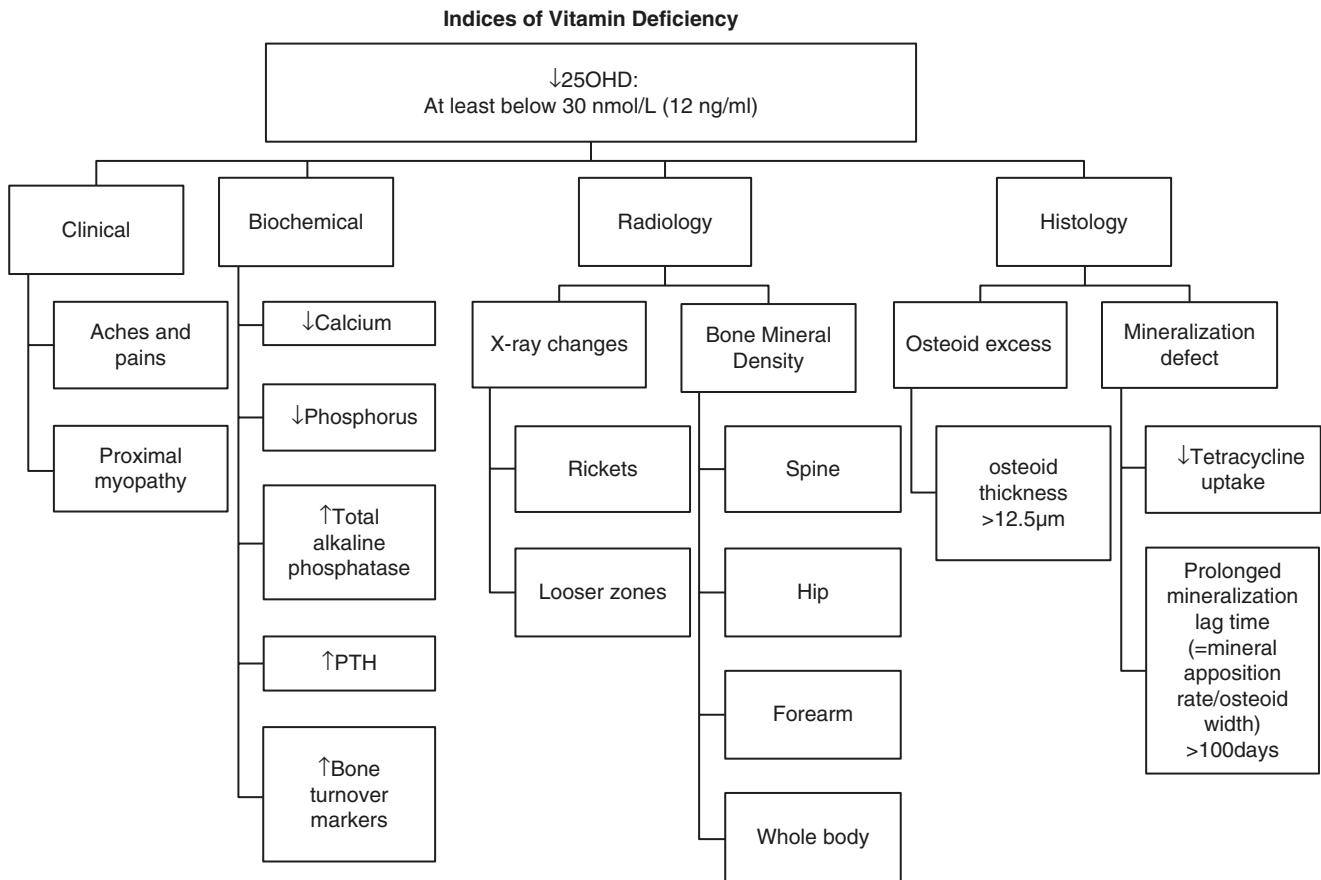 Indices of Vitamin Deficiency
↓25OHD:
At least below 30 nmol/L (12 ng/ml)
Clinical
Aches and
pains
Proximal
myopathy
Biochemical
↓Calcium
↓Phosphorus
↑Total
alkaline
phosphatase
↑PTH
↑Bone
turnover
markers
Radiology
X-ray changes
Rickets
Looser zones
Bone Mineral
Density
Spine
Hip
Forearm
Whole body
Histology
Osteoid excess
osteoid
thickness
>12.5µm
Mineralization
defect
↓Tetracycline
uptake
Prolonged
mineralization
lag time
(=mineral
apposition
rate/osteoid
width)
>100days